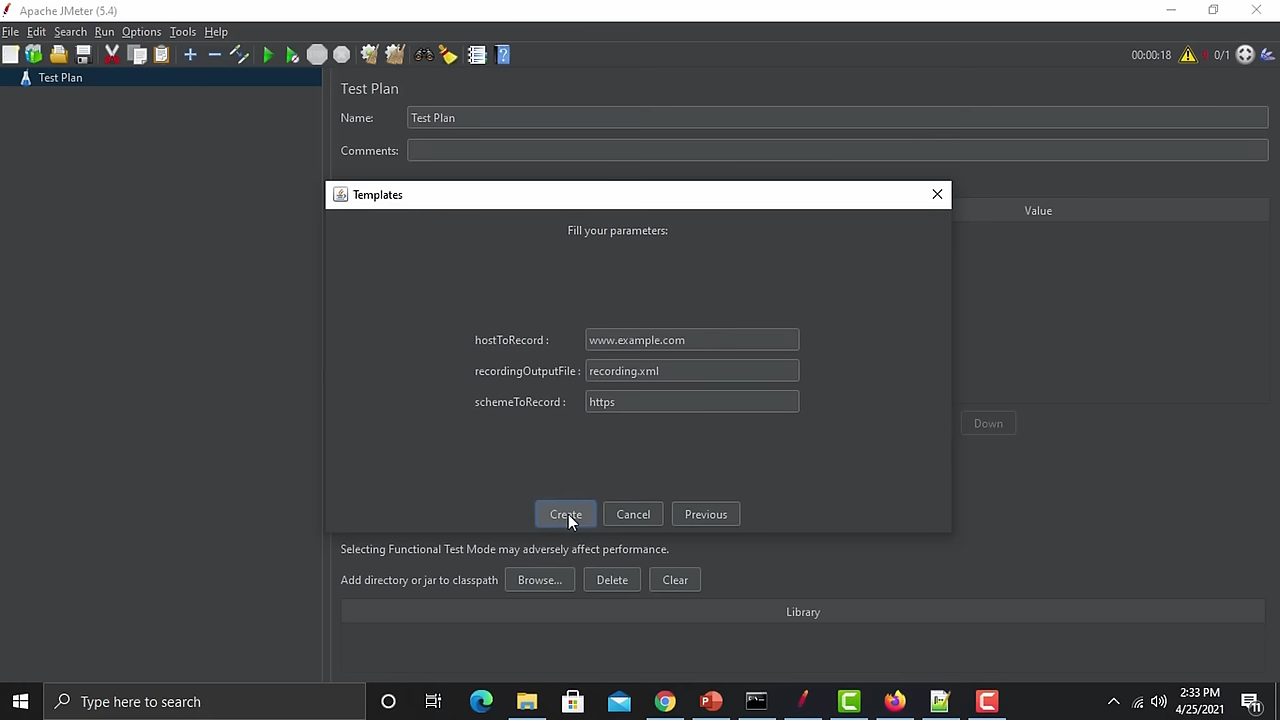 Apache JMeter (5.4)
File Edit Search Run Options Tools Help
00:00:18 0 0/1
Test Plan
Test Plan
Name: Test Plan
Comments:
Templates
Value
Fill your parameters:
hostToRecord : www.example.com
recordingOutputFile : recording.xml
schemeToRecord : https
Down
Create Cancel Previous
Selecting Functional Test Mode may adversely affect performance.
Add directory or jar to classpath Browse... Delete Clear
Library
Type here to search
2:33 PM
4/25/2021
11